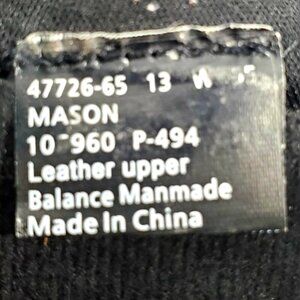 47726-65 13 W
MASON
10 960 P-494
Leather upper
Balance Manmade
Made In China